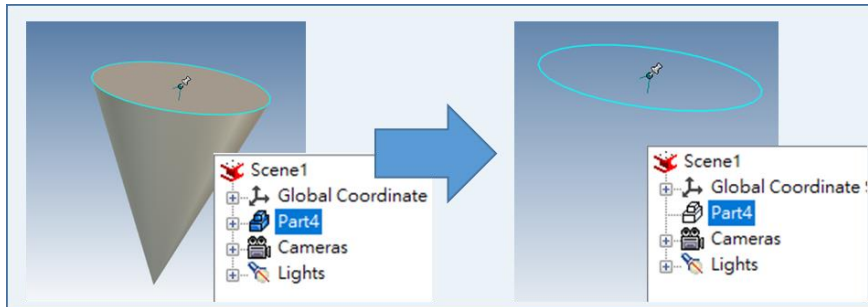 Scene1
Global Coordinate
Part4
Cameras
Lights
Scene1
Global Coordinate
Part4
Cameras
Lights